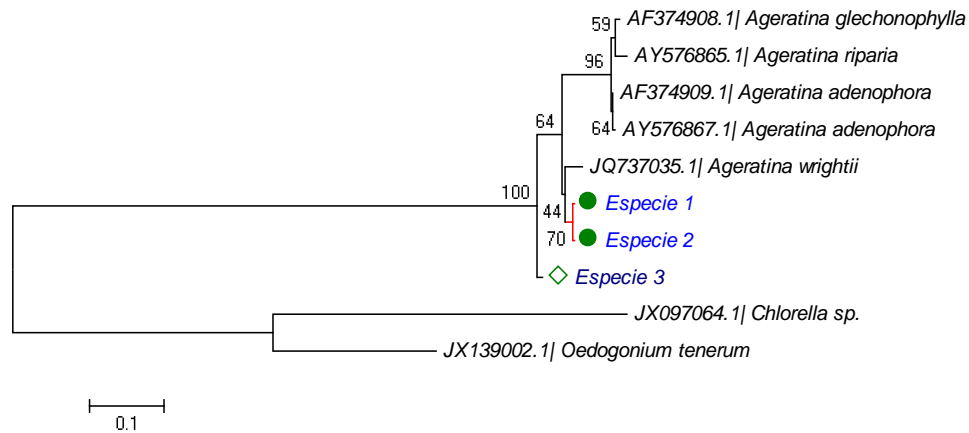 59
AF374908.1| Ageratina glechonophylla
AY576865.1| Ageratina riparia
96
AF374909.1| Ageratina adenophora
64
AY576867.1| Ageratina adenophora
64
JQ737035.1| Ageratina wrightii
100
Especie 1
44
70
Especie 2
Especie 3
JX097064.1| Chlorella sp.
JX139002.1| Oedogonium tenerum
0.1